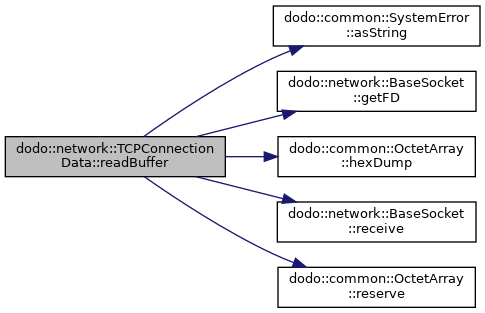 dodo::common::SystemError
::asString
dodo::network::BaseSocket
::getFD
dodo::network::TCPConnection
Data::readBuffer
dodo::common::OctetArray
::hexDump
dodo::network::BaseSocket
::receive
dodo::common::OctetArray
::reserve